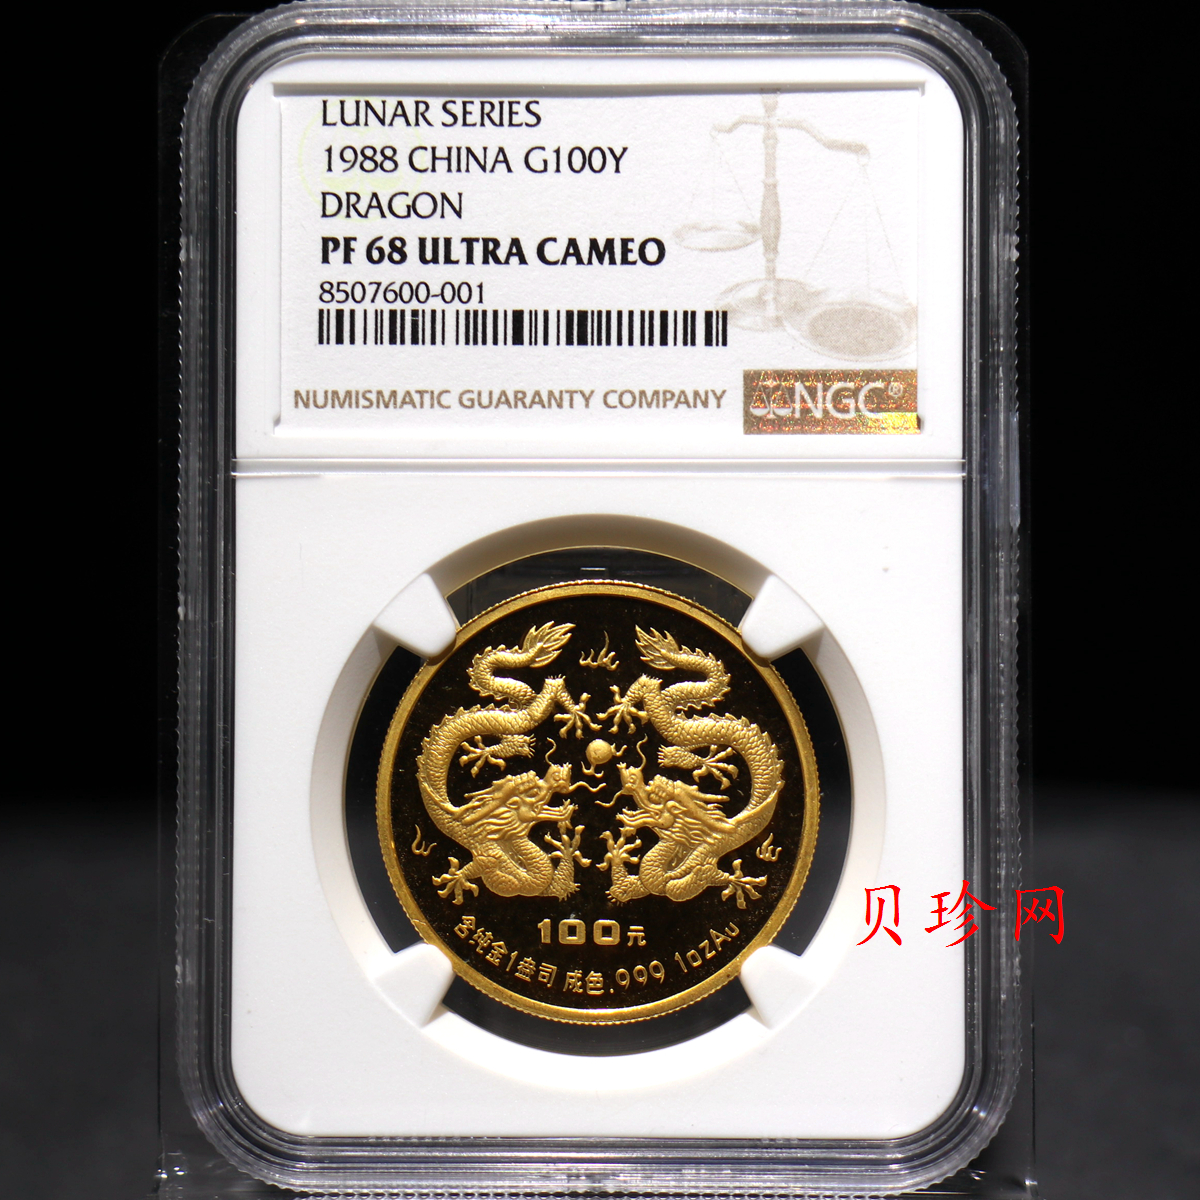 LUNAR SERIES
1988 CHINA G100Y
DRAGON
PF 68 ULTRA CAMEO
8507600-001
NUMISMATIC GUARANTY COMPANY
NGC®
100元
含纯金1盎司 成色.999 1ozAu
贝珍网